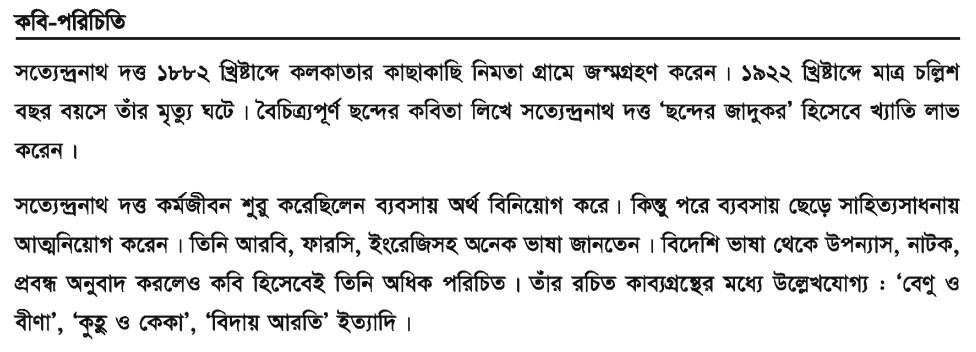 কবি-পরিচিতি
সত্যেন্দ্রনাথ দত্ত ১৮৮২ খ্রিষ্টাব্দে কলকাতার কাছাকাছি নিমতা গ্রামে জন্মগ্রহণ করেন। ১৯২২ খ্রিষ্টাব্দে মাত্র চল্লিশ
বছর বয়সে তাঁর মৃত্যু ঘটে। বৈচিত্র্যপূর্ণ ছন্দের কবিতা লিখে সত্যেন্দ্রনাথ দত্ত ‘ছন্দের জাদুকর’ হিসেবে খ্যাতি লাভ
করেন।
সত্যেন্দ্রনাথ দত্ত কর্মজীবন শুরু করেছিলেন ব্যবসায় অর্থ বিনিয়োগ করে। কিন্তু পরে ব্যবসায় ছেড়ে সাহিত্যসাধনায়
আত্মনিয়োগ করেন। তিনি আরবি, ফারসি, ইংরেজিসহ অনেক ভাষা জানতেন। বিদেশি ভাষা থেকে উপন্যাস, নাটক,
প্রবন্ধ অনুবাদ করলেও কবি হিসেবেই তিনি অধিক পরিচিত। তাঁর রচিত কাব্যগ্রন্থের মধ্যে উল্লেখযোগ্য : ‘বেণু ও
বীণা’, ‘কুহূ ও কেকা’, ‘বিদায় আরতি’ ইত্যাদি।